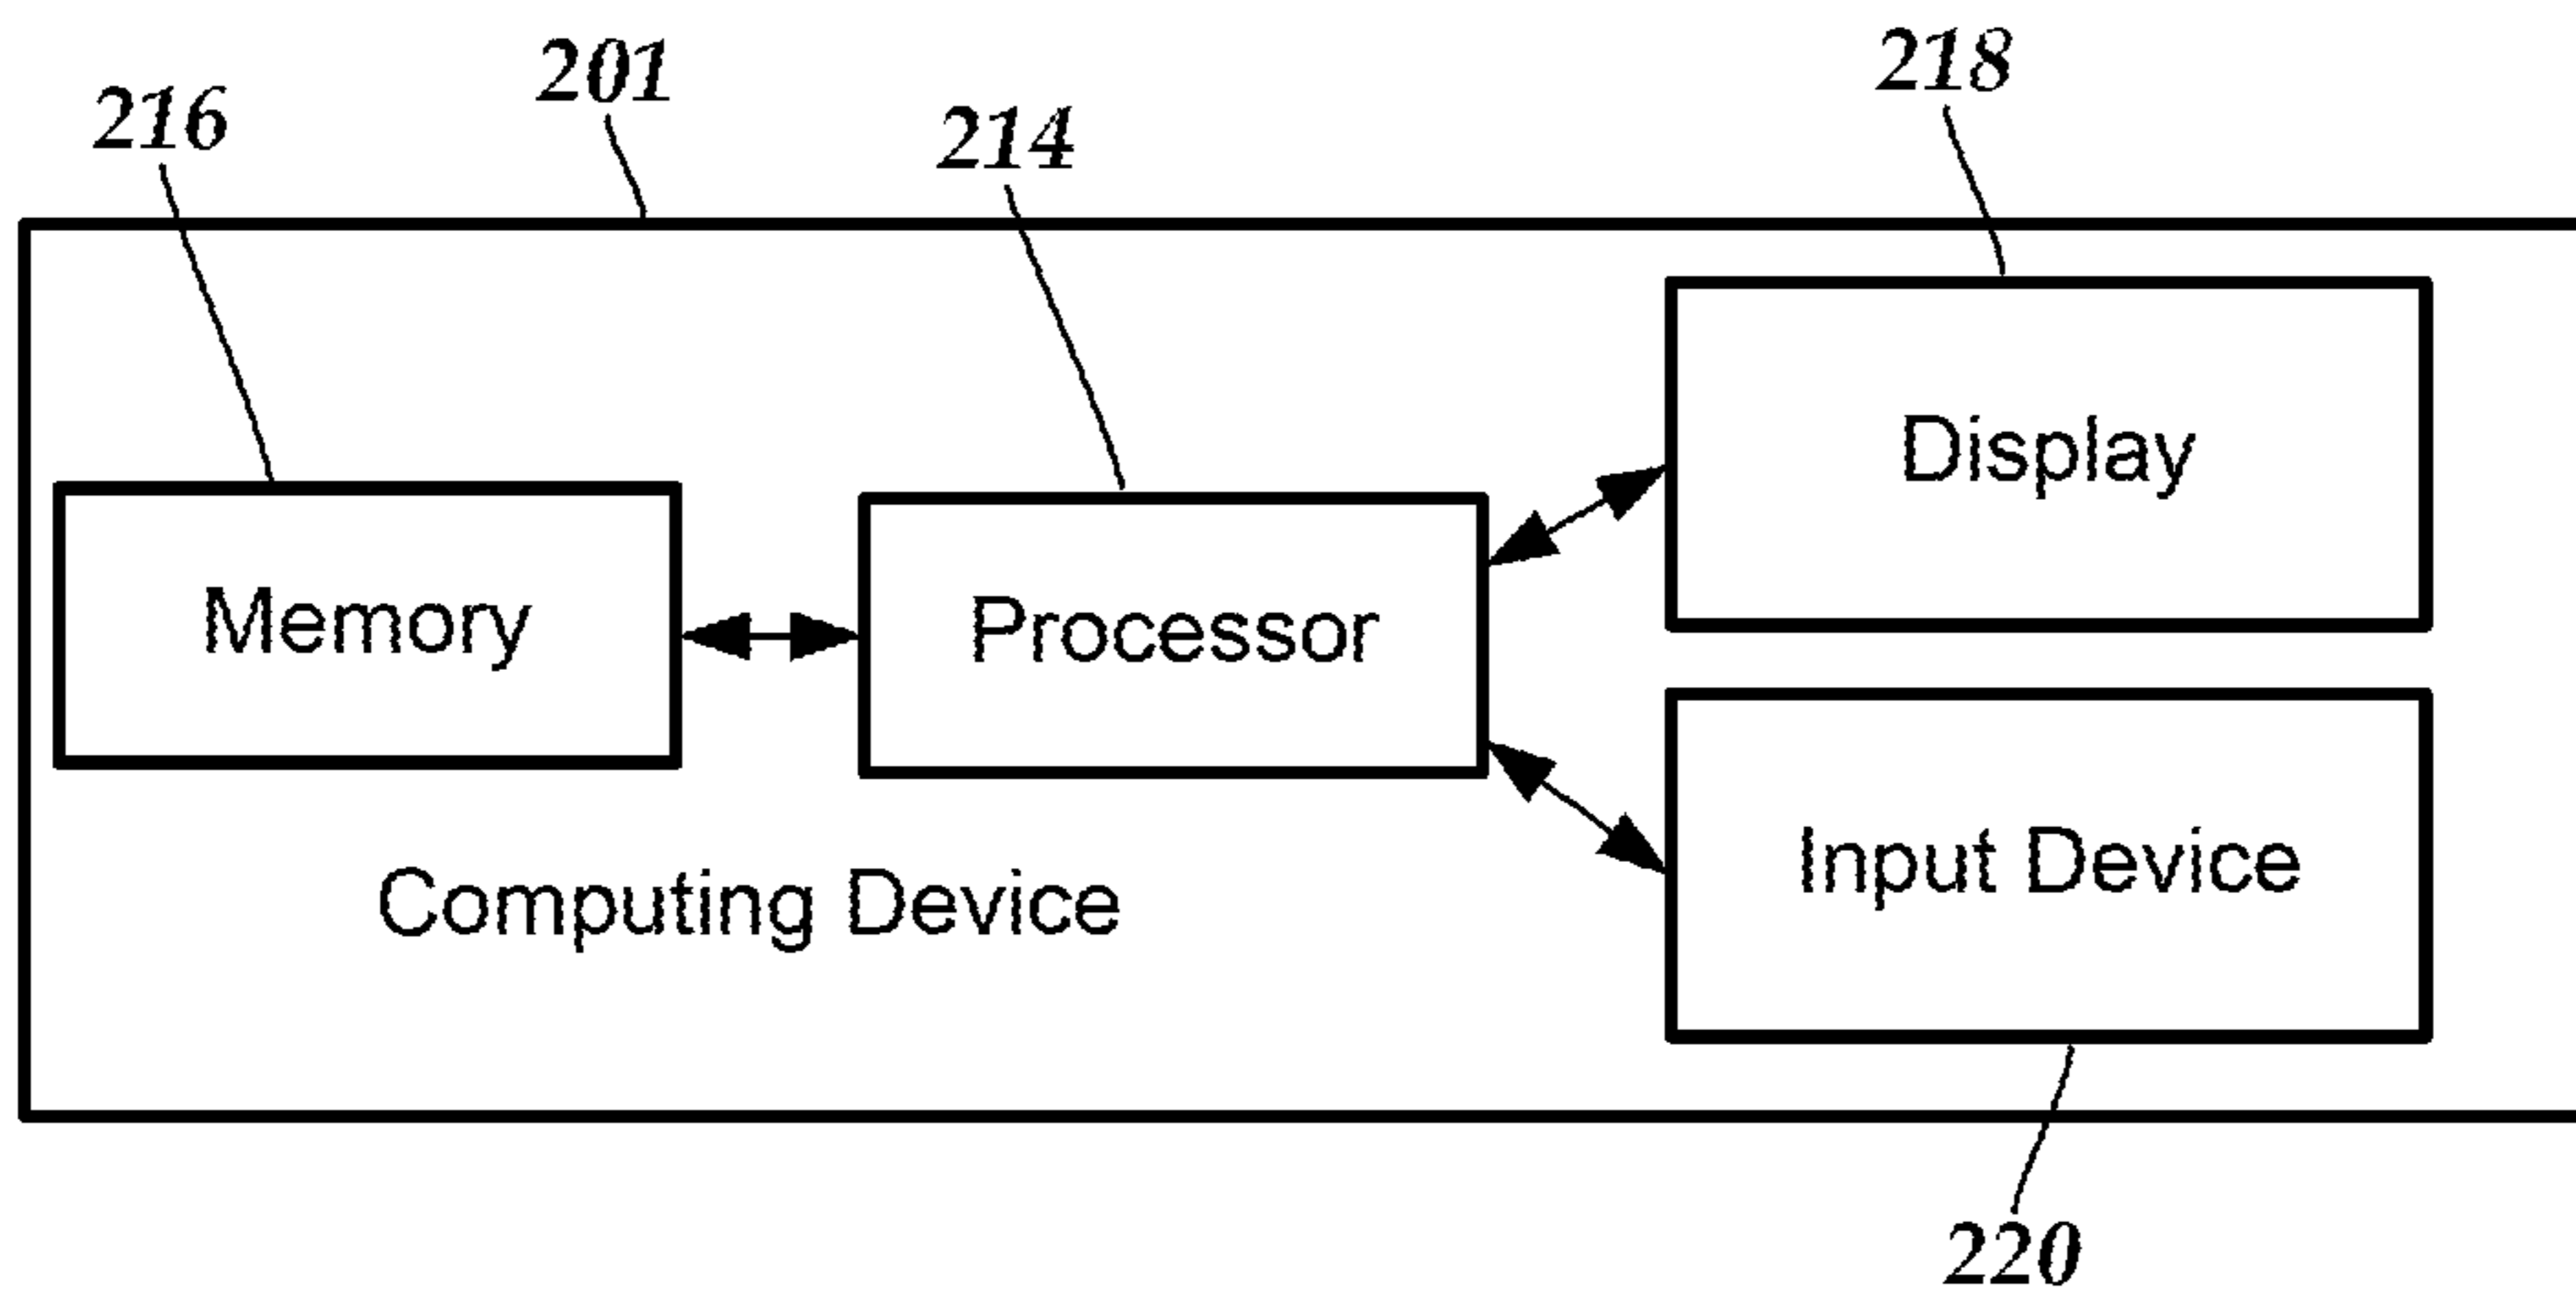 201
218
216
214
Display
Memory
Processor
Input Device
Computing Device
220